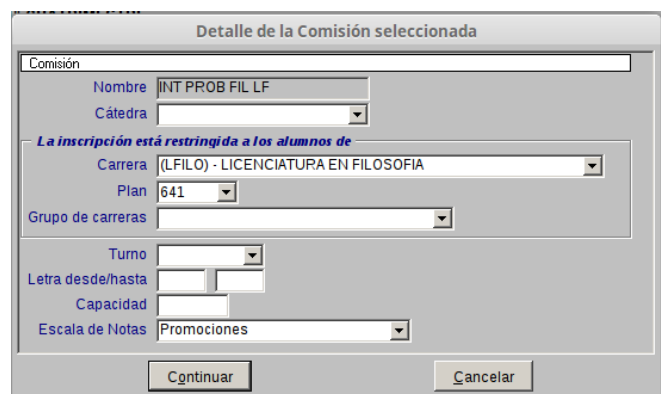 Detalle de la Comisión seleccionada
Comisión
Nombre INT PROB FIL LF
Cátedra
La inscripción está restringida a los alumnos de
Carrera (LFILO) - LICENCIATURA EN FILOSOFIA
Plan 641
Grupo de carreras
Turno
Letra desde/hasta
Capacidad
Escala de Notas Promociones
Continuar Cancelar